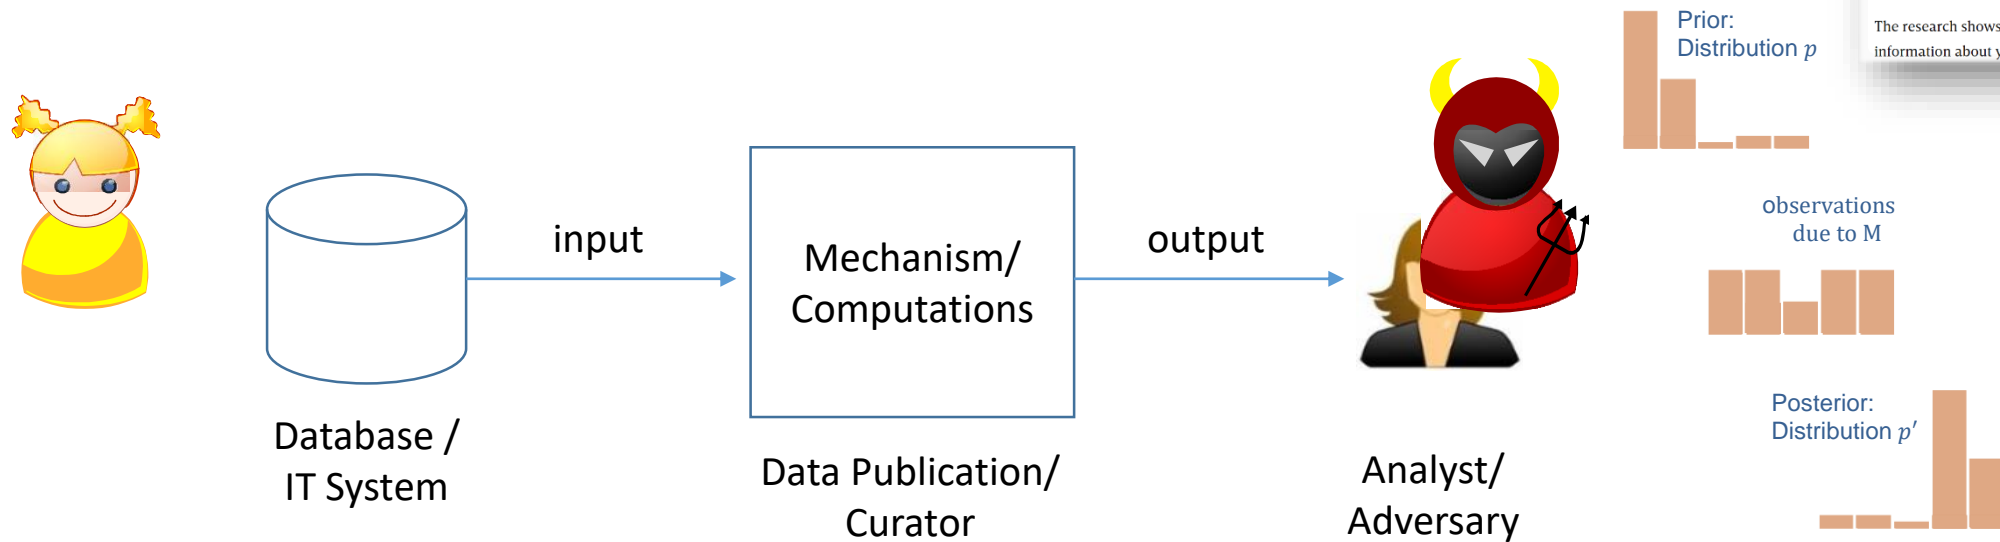 Prior:
Distribution p
The research shows
information about y
input
output
Mechanism/
Computations
observations
due to M
Database /
IT System
Data Publication/
Curator
Analyst/
Adversary
Posterior:
Distribution p′